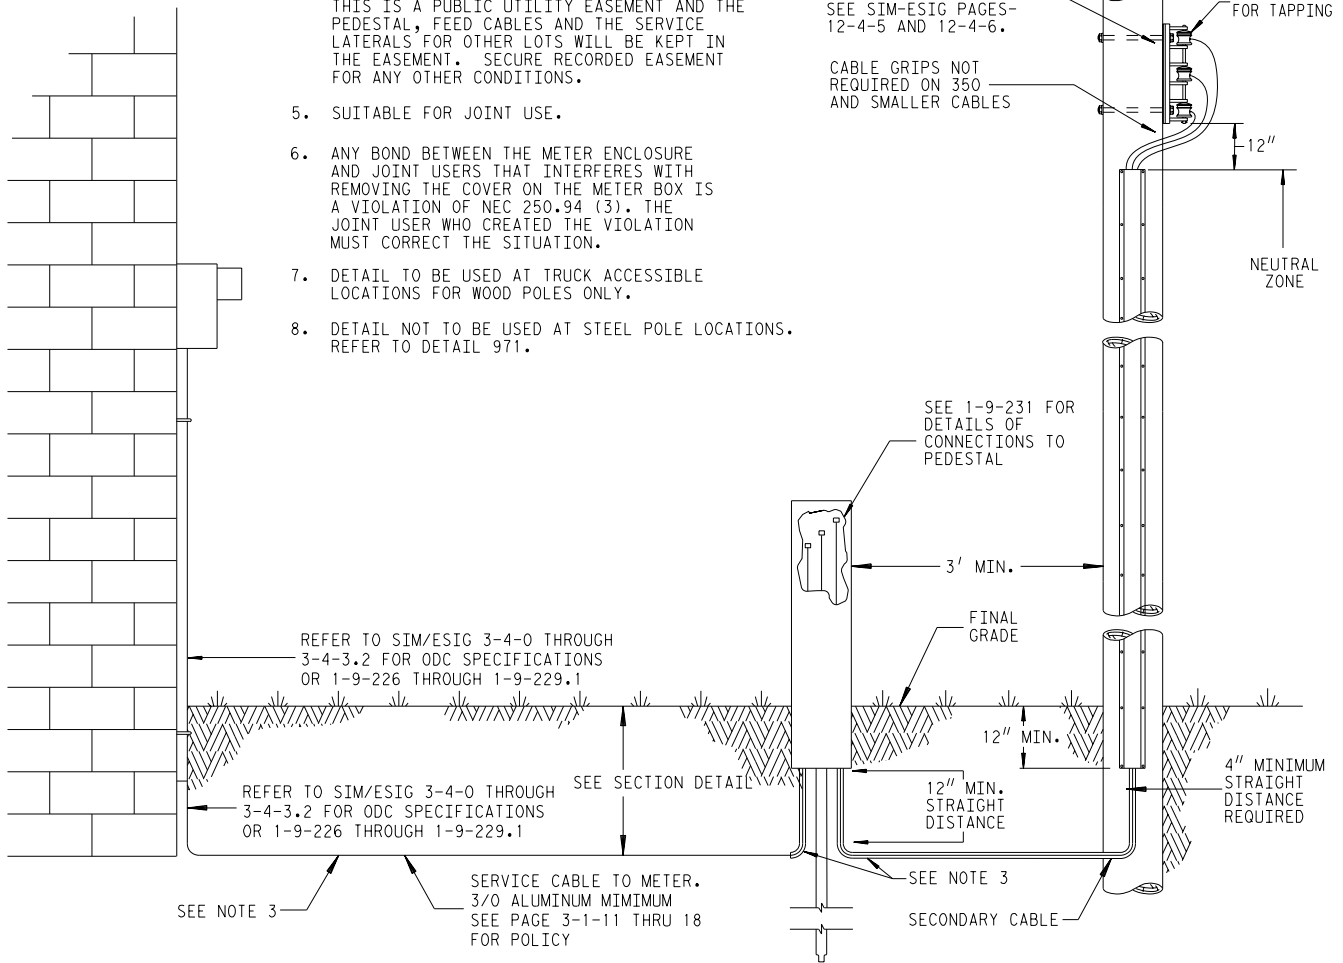 THIS IS A PUBLIC UTILITY EASEMENT AND THE
PEDESTAL, FEED CABLES AND THE SERVICE
LATERALS FOR OTHER LOTS WILL BE KEPT IN
THE EASEMENT. SECURE RECORDED EASEMENT
FOR ANY OTHER CONDITIONS.
5. SUITABLE FOR JOINT USE.
6. ANY BOND BETWEEN THE METER ENCLOSURE
AND JOINT USERS THAT INTERFERES WITH
REMOVING THE COVER ON THE METER BOX IS
A VIOLATION OF NEC 250.94 (3). THE
JOINT USER WHO CREATED THE VIOLATION
MUST CORRECT THE SITUATION.
7. DETAIL TO BE USED AT TRUCK ACCESSIBLE
LOCATIONS FOR WOOD POLES ONLY.
8. DETAIL NOT TO BE USED AT STEEL POLE LOCATIONS.
REFER TO DETAIL 971.
SEE SIM-ESIG PAGES-
12-4-5 AND 12-4-6.
FOR TAPPING
CABLE GRIPS NOT
REQUIRED ON 350
AND SMALLER CABLES
12"
NEUTRAL
ZONE
SEE 1-9-231 FOR
DETAILS OF
CONNECTIONS TO
PEDESTAL
3' MIN.
FINAL
GRADE
REFER TO SIM/ESIG 3-4-0 THROUGH
3-4-3.2 FOR ODC SPECIFICATIONS
OR 1-9-226 THROUGH 1-9-229.1
12" MIN.
SEE SECTION DETAIL
12" MIN.
STRAIGHT
DISTANCE
4" MINIMUM
STRAIGHT
DISTANCE
REQUIRED
REFER TO SIM/ESIG 3-4-0 THROUGH
3-4-3.2 FOR ODC SPECIFICATIONS
OR 1-9-226 THROUGH 1-9-229.1
SEE NOTE 3
SERVICE CABLE TO METER.
3/0 ALUMINUM MIMIMUM
SEE PAGE 3-1-11 THRU 18
FOR POLICY
SEE NOTE 3
SECONDARY CABLE